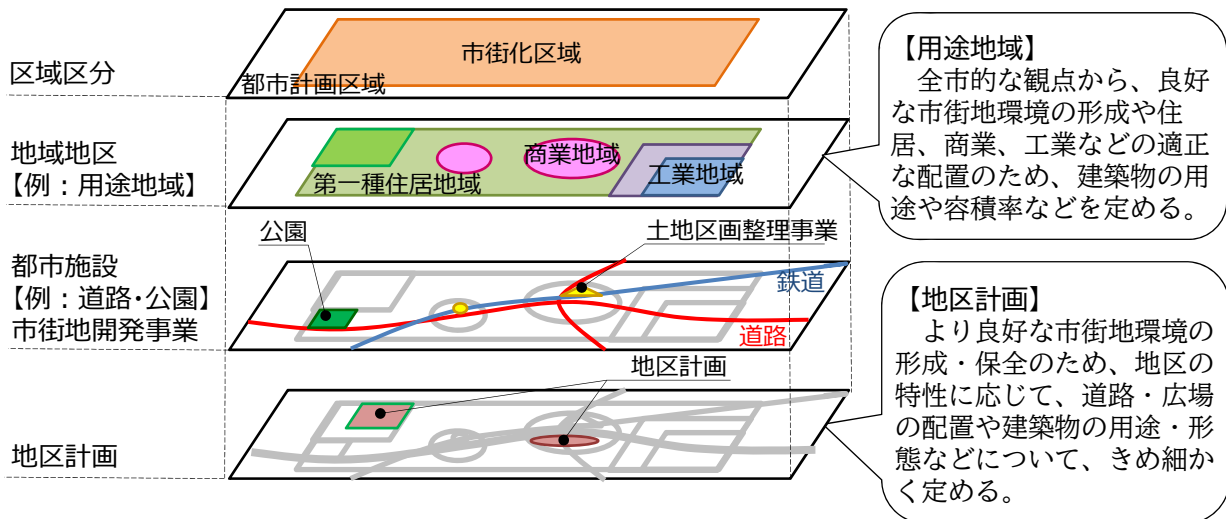 区域区分
市街化区域
都市計画区域
地域地区
【例：用途地域】
商業地域
第一種住居地域
工業地域
【用途地域】
　全市的な観点から、良好
な市街地環境の形成や住
居、商業、工業などの適正
な配置のため、建築物の用
途や容積率などを定める。
都市施設
【例：道路･公園】
市街地開発事業
公園
土地区画整理事業
鉄道
道路
地区計画
地区計画
【地区計画】
　より良好な市街地環境の
形成・保全のため、地区の
特性に応じて、道路・広場
の配置や建築物の用途・形
態などについて、きめ細か
く定める。